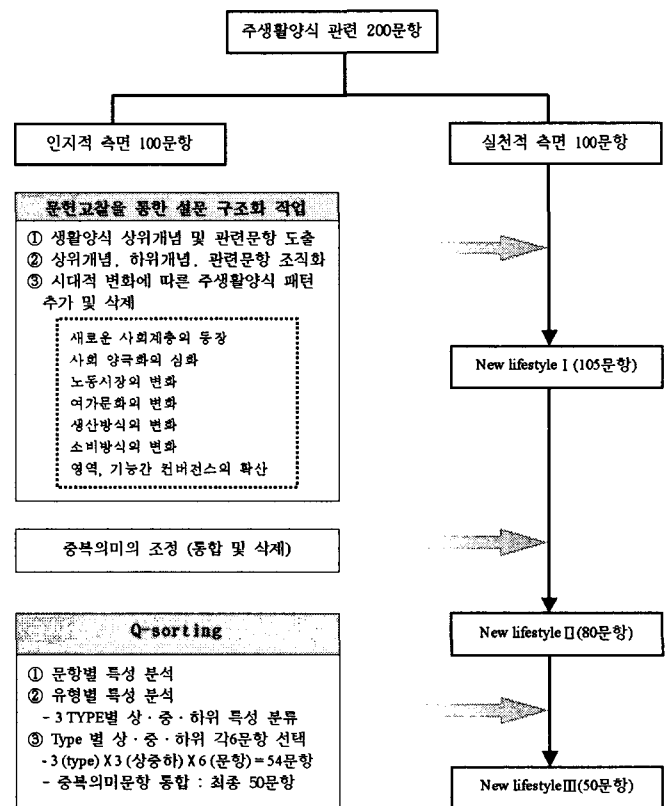 주생활양식 관련 200문항
인지적 측면 100문항
실천적 측면 100문항
문헌고찰을 통한 설문 구조화 작업
① 생활양식 상위개념 및 관련문항 도출
② 상위개념, 하위개념, 관련문항 조직화
③ 시대적 변화에 따른 주생활양식 패턴
추가 및 삭제
새로운 사회계층의 등장
사회 양극화의 심화
노동시장의 변화
여가문화의 변화
생산방식의 변화
소비방식의 변화
영역, 기능간 컨버전스의 확산
New lifestyle Ⅰ (105문항)
중복의미의 조정 (통합 및 삭제)
Q-sorting
① 문항별 특성 분석
② 유형별 특성 분석
- 3 TYPE별 상 · 중 · 하위 특성 분류
③ Type 별 상 · 중 · 하위 각6문항 선택
- 3 (type) X 3 (상중하) X 6 (문항) = 54문항
- 중복의미문항 통합 : 최종 50문항
New lifestyle Ⅱ (80문항)
New lifestyle Ⅲ (50문항)